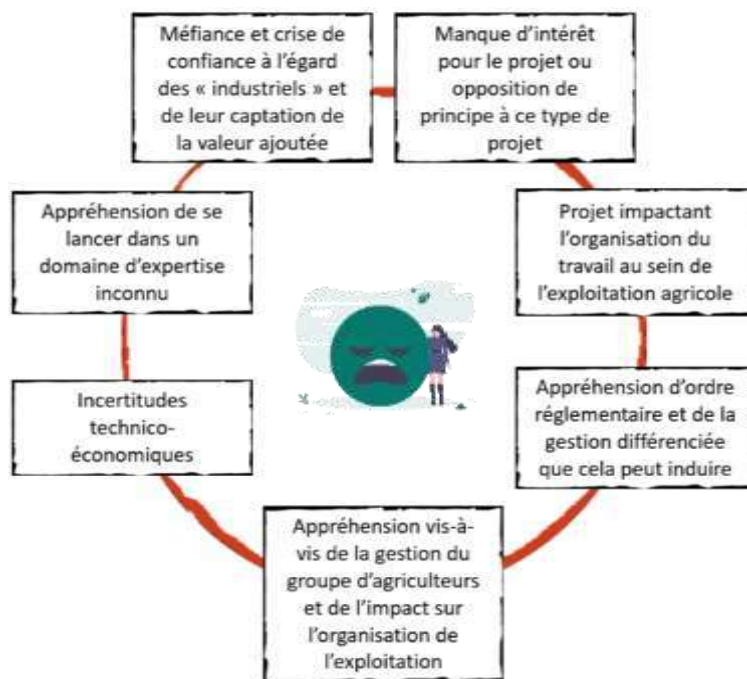 Méfiance et crise de
confiance à l'égard
des « industriels » et
de leur captation de
la valeur ajoutée
Manque d'intérêt
pour le projet ou
opposition de
principe à ce type de
projet
Projet impactant
l'organisation du
travail au sein de
l'exploitation agricole
Appréhension d'ordre
réglementaire et de la
gestion différenciée
que cela peut induire
Appréhension vis-à-
vis de la gestion du
groupe d'agriculteurs
et de l'impact sur
l'organisation de
l'exploitation
Incertitudes
technico-
économiques
Appréhension de se
lancer dans un
domaine d'expertise
inconnu